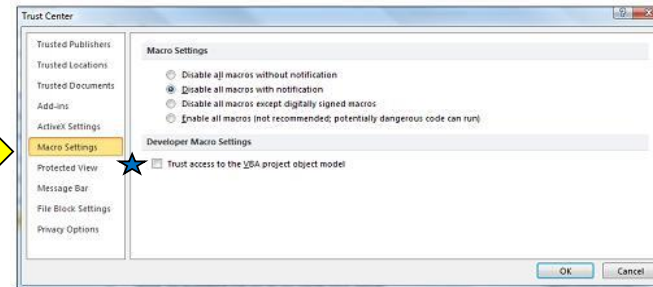 Trust Center
Trusted Publishers
Trusted Locations
Trusted Documents
Add-ins
ActiveX Settings
Macro Settings
Protected View
Message Bar
File Block Settings
Privacy Options
Macro Settings
Disable all macros without notification
Disable all macros with notification
Disable all macros except digitally signed macros
Enable all macros (not recommended; potentially dangerous code can run)
Developer Macro Settings
Trust access to the VBA project object model
OK Cancel